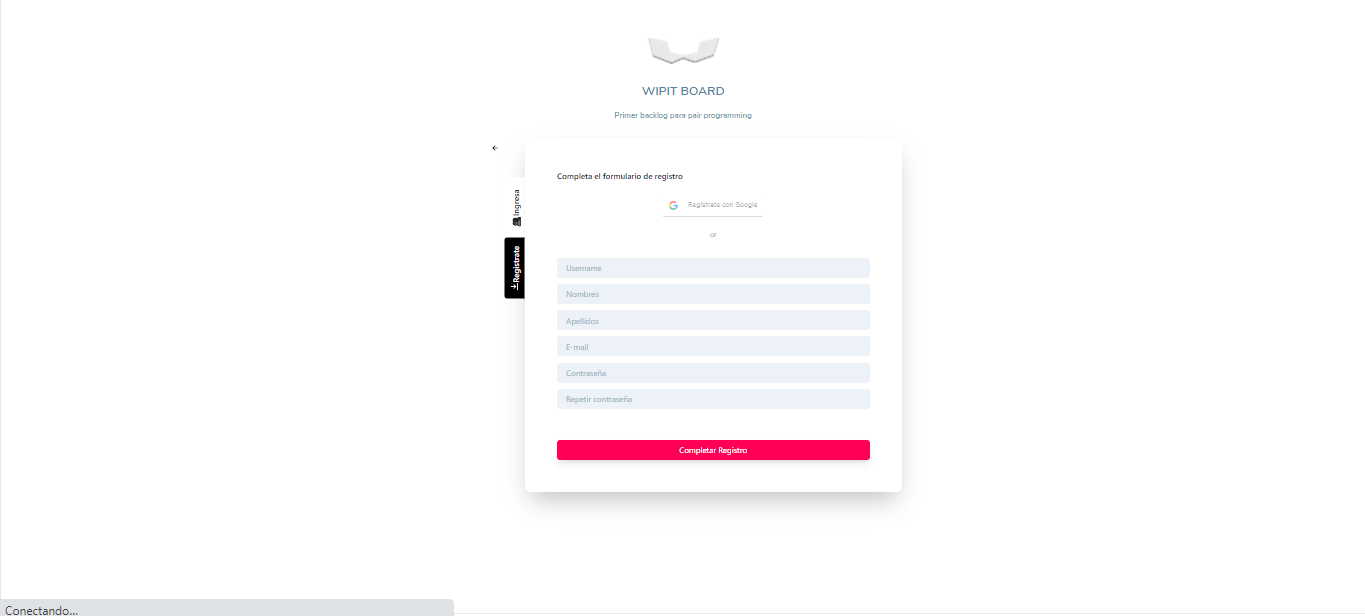 WIPIT BOARD
Primer backlog para pair programming
Completa el formulario de registro
Ingresa
Registrate
Registrate con Google
or
Username
Nombres
Apellidos
E-mail
Contraseña
Repetir contraseña
Completar Registro
Conectando...